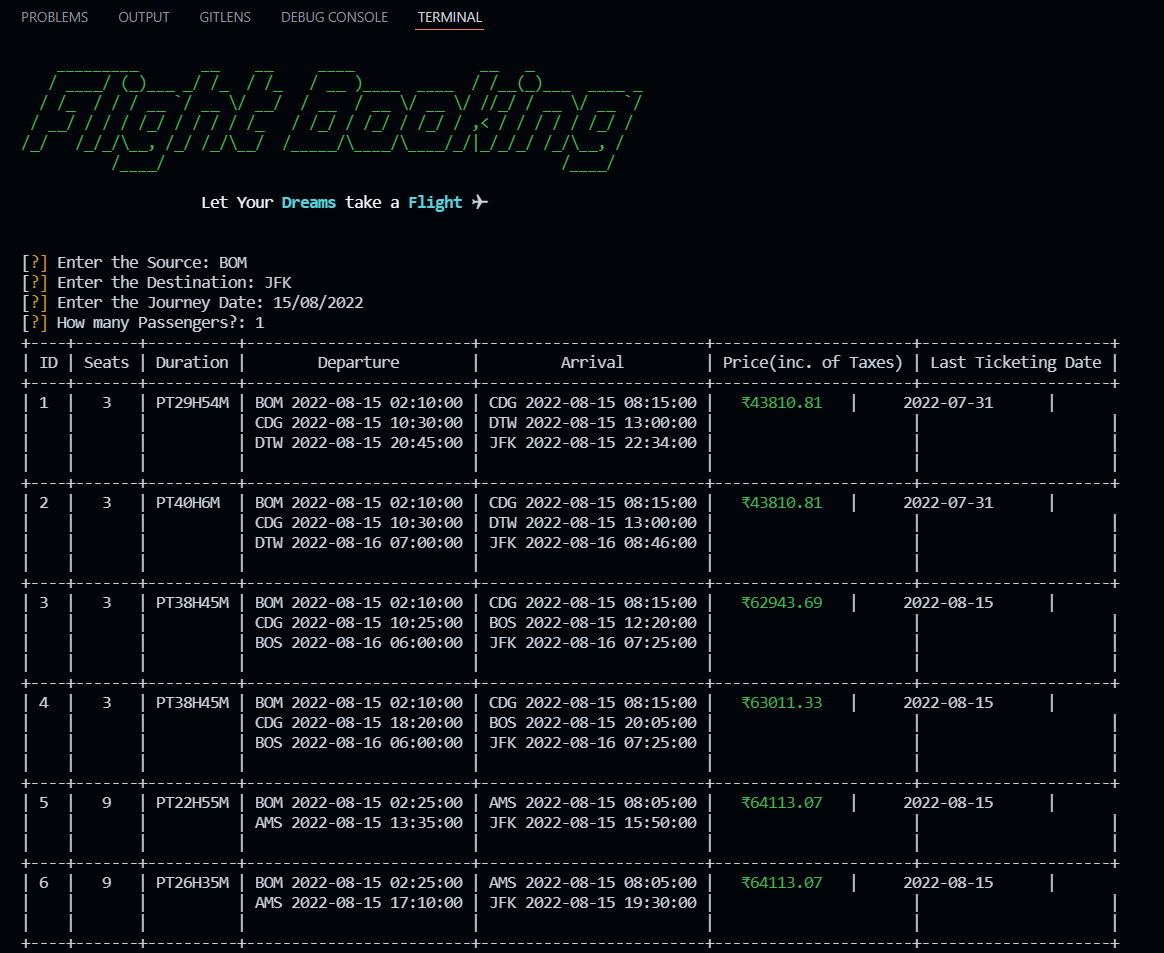 PROBLEMS OUTPUT GITLENS DEBUG CONSOLE TERMINAL
Flight Booking
Let Your Dreams take a Flight ✈
[?] Enter the Source: BOM
[?] Enter the Destination: JFK
[?] Enter the Journey Date: 15/08/2022
[?] How many Passengers?: 1
| ID | Seats | Duration | Departure | Arrival | Price(inc. of Taxes) | Last Ticketing Date |
| 1 | 3 | PT29H54M | BOM 2022-08-15 02:10:00 | CDG 2022-08-15 08:15:00 | ₹43810.81 | 2022-07-31 |
| | | | CDG 2022-08-15 10:30:00 | DTW 2022-08-15 13:00:00 | | |
| | | | DTW 2022-08-15 20:45:00 | JFK 2022-08-15 22:34:00 | | |
| 2 | 3 | PT40H6M | BOM 2022-08-15 02:10:00 | CDG 2022-08-15 08:15:00 | ₹43810.81 | 2022-07-31 |
| | | | CDG 2022-08-15 10:30:00 | DTW 2022-08-15 13:00:00 | | |
| | | | DTW 2022-08-16 07:00:00 | JFK 2022-08-16 08:46:00 | | |
| 3 | 3 | PT38H45M | BOM 2022-08-15 02:10:00 | CDG 2022-08-15 08:15:00 | ₹62943.69 | 2022-08-15 |
| | | | CDG 2022-08-15 10:25:00 | BOS 2022-08-15 12:20:00 | | |
| | | | BOS 2022-08-16 06:00:00 | JFK 2022-08-16 07:25:00 | | |
| 4 | 3 | PT38H45M | BOM 2022-08-15 02:10:00 | CDG 2022-08-15 08:15:00 | ₹63011.33 | 2022-08-15 |
| | | | CDG 2022-08-15 18:20:00 | BOS 2022-08-15 20:05:00 | | |
| | | | BOS 2022-08-16 06:00:00 | JFK 2022-08-16 07:25:00 | | |
| 5 | 9 | PT22H55M | BOM 2022-08-15 02:25:00 | AMS 2022-08-15 08:05:00 | ₹64113.07 | 2022-08-15 |
| | | | AMS 2022-08-15 13:35:00 | JFK 2022-08-15 15:50:00 | | |
| 6 | 9 | PT26H35M | BOM 2022-08-15 02:25:00 | AMS 2022-08-15 08:05:00 | ₹64113.07 | 2022-08-15 |
| | | | AMS 2022-08-15 17:10:00 | JFK 2022-08-15 19:30:00 | | |